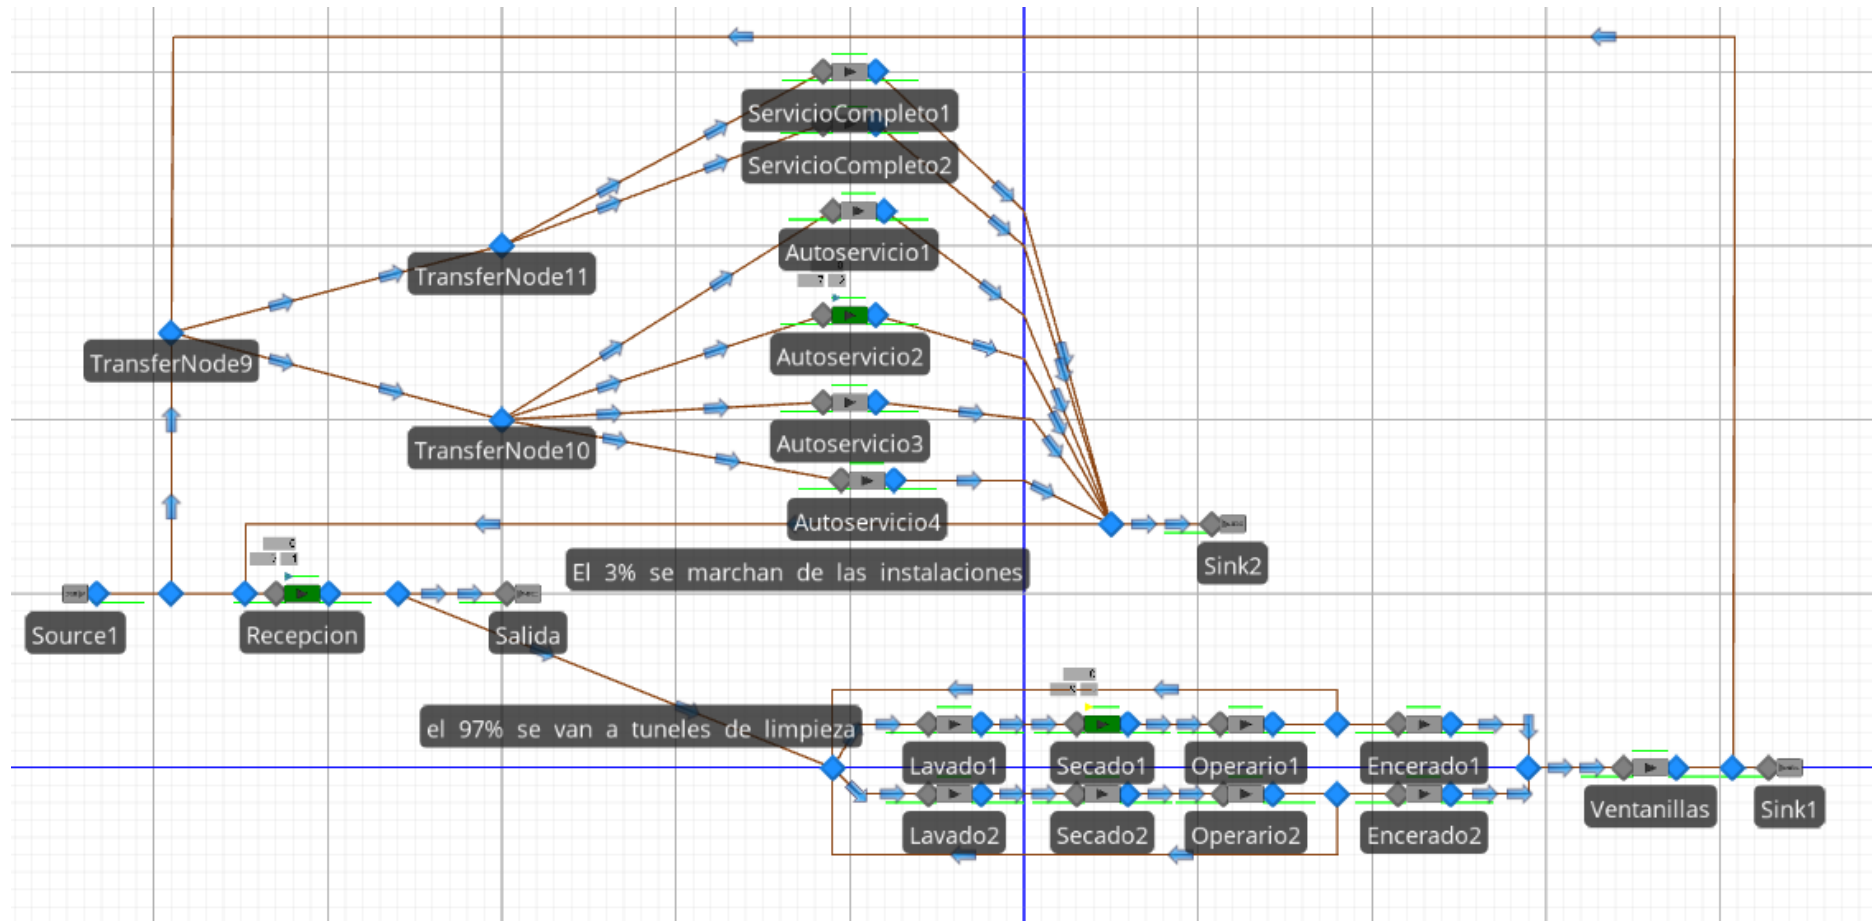 ServicioCompleto1
ServicioCompleto2
Autoservicio1
TransferNode11
Autoservicio2
TransferNode9
Autoservicio3
TransferNode10
Autoservicio4
El 3% se marchan de las instalaciones
Sink2
Source1
Recepcion
Salida
el 97% se van a tuneles de limpieza
Lavado1
Secado1
Operario1
Encerado1
Ventanillas
Sink1
Lavado2
Secado2
Operario2
Encerado2